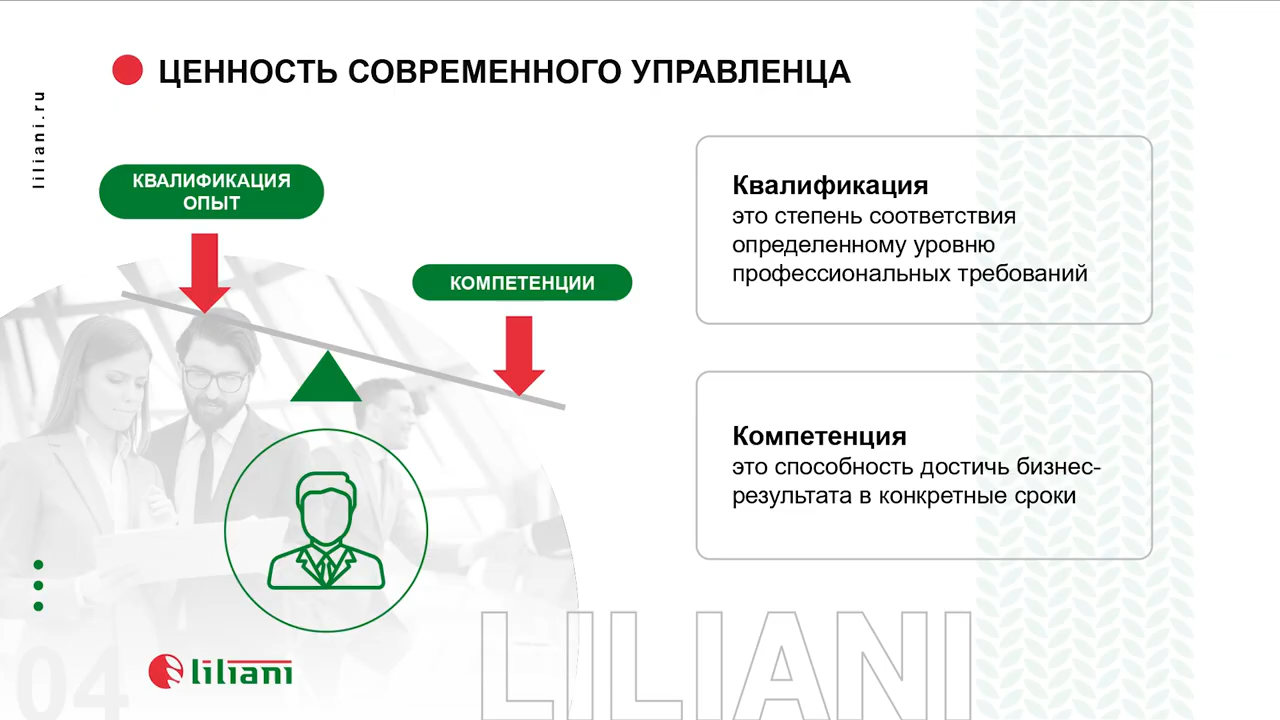 ЦЕННОСТЬ СОВРЕМЕННОГО УПРАВЛЕНЦА
liliani.ru
КВАЛИФИКАЦИЯ
ОПЫТ
КОМПЕТЕНЦИИ
Квалификация
это степень соответствия
определенному уровню
профессиональных требований
Компетенция
это способность достичь бизнес-
результата в конкретные сроки
LILIANI
04
liliani